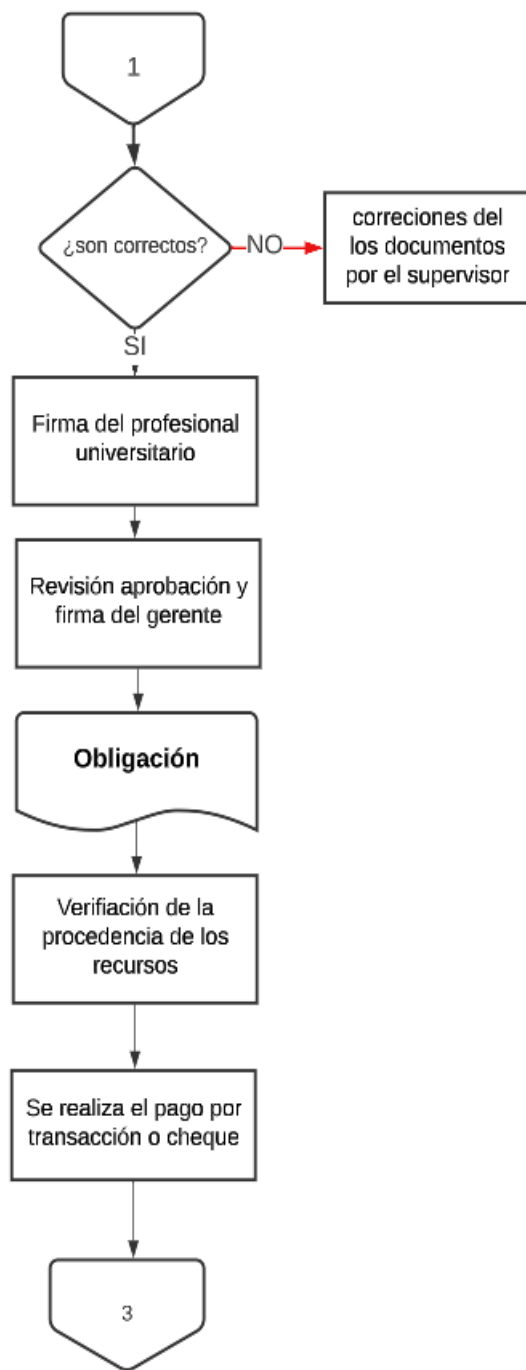 1
¿son correctos?
NO
correciones del
los documentos
por el supervisor
SI
Firma del profesional
universitario
Revisión aprobación y
firma del gerente
Obligación
Verifiación de la
procedencia de los
recursos
Se realiza el pago por
transacción o cheque
3